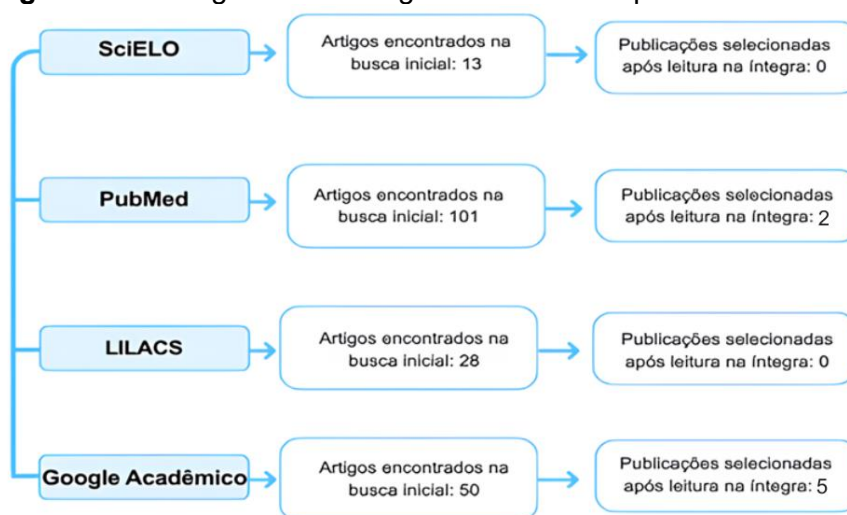 SciELO
Artigos encontrados na
busca inicial: 13
Publicações selecionadas
após leitura na íntegra: 0
PubMed
Artigos encontrados na
busca inicial: 101
Publicações selecionadas
após leitura na íntegra: 2
LILACS
Artigos encontrados na
busca inicial: 28
Publicações selecionadas
após leitura na íntegra: 0
Google Acadêmico
Artigos encontrados na
busca inicial: 50
Publicações selecionadas
após leitura na íntegra: 5